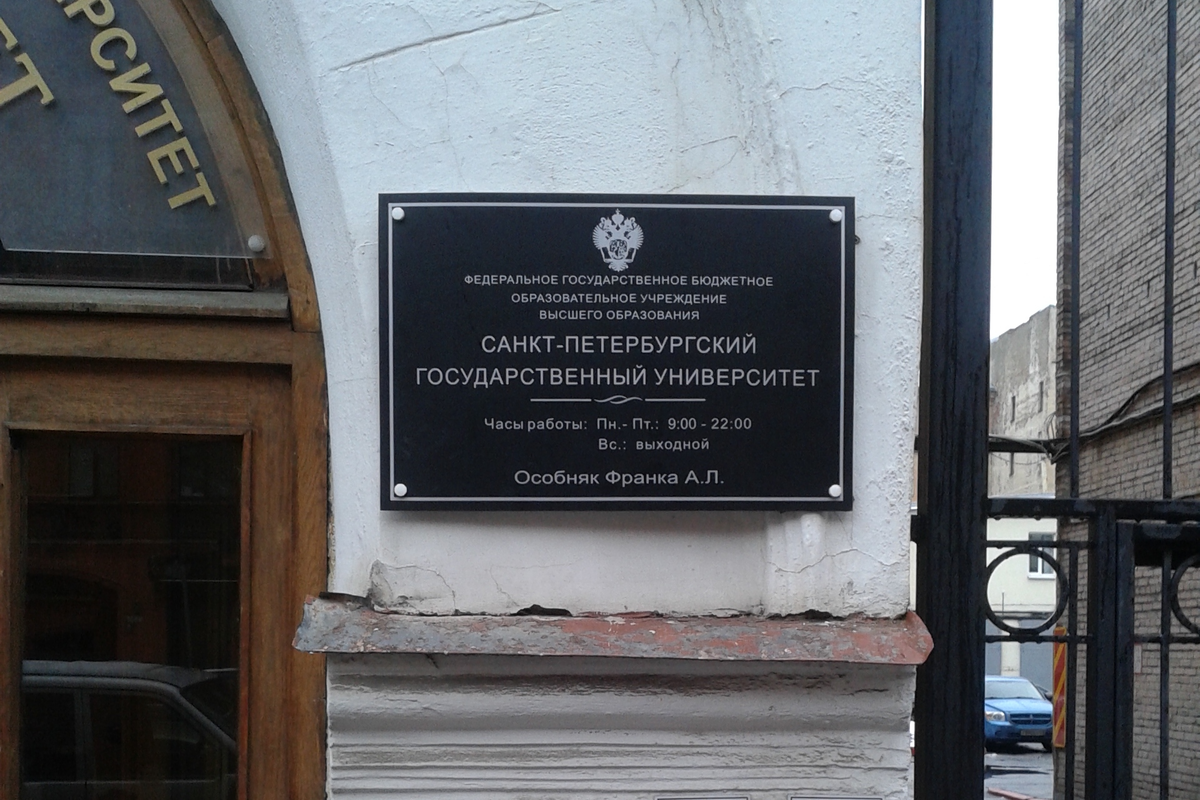 ФЕДЕРАЛЬНОЕ ГОСУДАРСТВЕННОЕ БЮДЖЕТНОЕ
ОБРАЗОВАТЕЛЬНОЕ УЧРЕЖДЕНИЕ
ВЫСШЕГО ОБРАЗОВАНИЯ
САНКТ-ПЕТЕРБУРГСКИЙ
ГОСУДАРСТВЕННЫЙ УНИВЕРСИТЕТ
Часы работы: Пн.- Пт.: 9:00 - 22:00
Вс.: выходной
Особняк Франка А.Л.